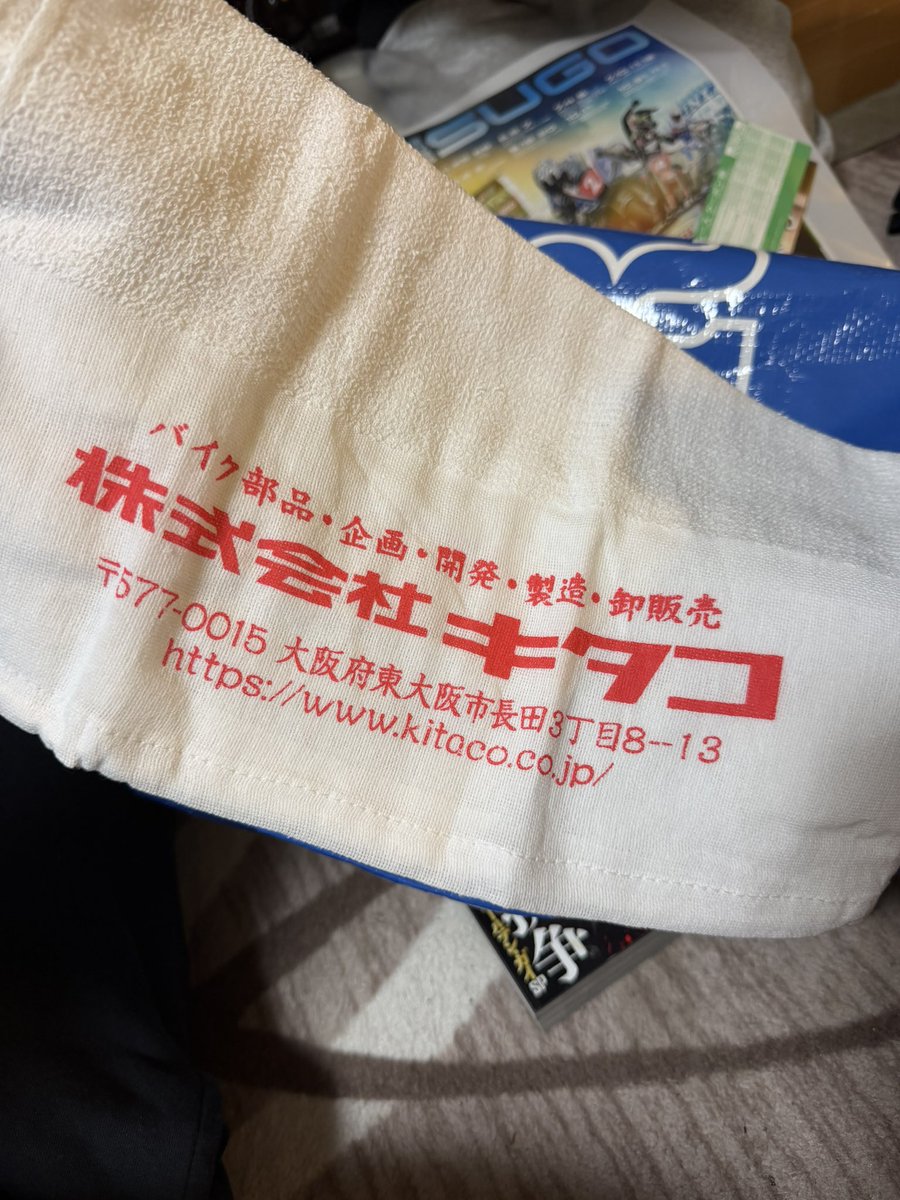 SUGO
バイク部品・企画・開発・製造・卸販売
株式会社キタコ
〒577-0015 大阪府東大阪市長田3丁目8--13
https://www.kitaco.co.jp/
争
SP